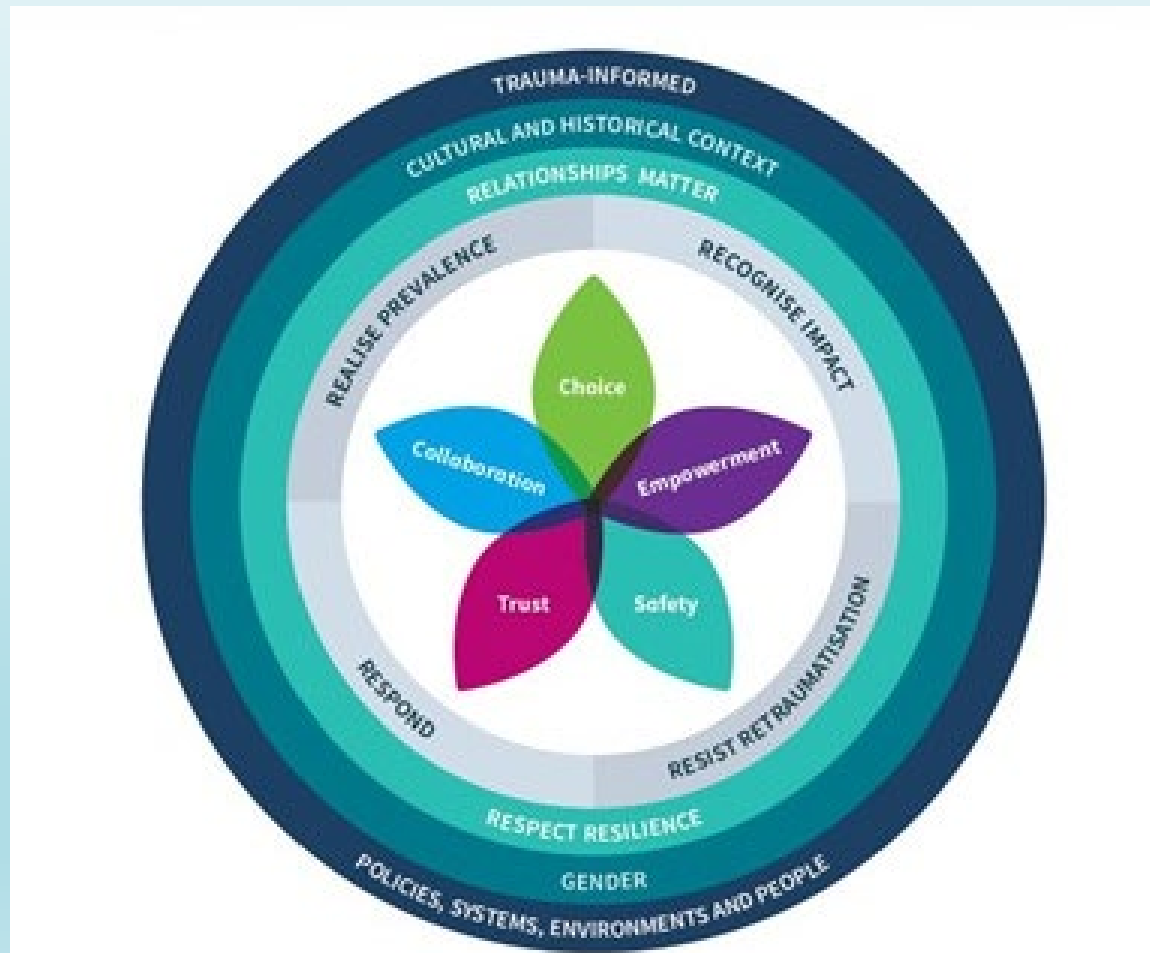 TRAUMA-INFORMED
CULTURAL AND HISTORICAL CONTEXT
RELATIONSHIPS MATTER
REALISE PREVALENCE
RECOGNISE IMPACT
Choice
Collaboration
Empowerment
Trust
Safety
RESPOND
RESIST RETRAUMATISATION
RESPECT RESILIENCE
GENDER
POLICIES, SYSTEMS, ENVIRONMENTS AND PEOPLE